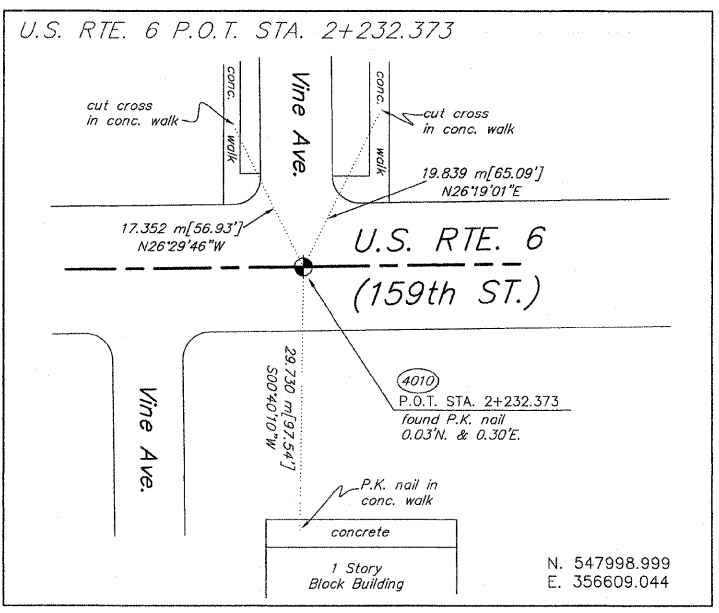 U.S. RTE. 6 P.O.T. STA. 2+232.373
conc.
walk
Vine Ave.
conc.
walk
cut cross
in conc. walk
cut cross
in conc. walk
19.839 m[65.09']
N26°19'01"E
17.352 m[56.93']
N26°29'46"W
U.S. RTE. 6
(159th ST.)
29.730 m[97.54']
S00°40'10"W
Vine Ave.
4010
P.O.T. STA. 2+232.373
found P.K. nail
0.03'N. & 0.30'E.
P.K. nail in
conc. walk
concrete
1 Story
Block Building
N. 547998.999
E. 356609.044